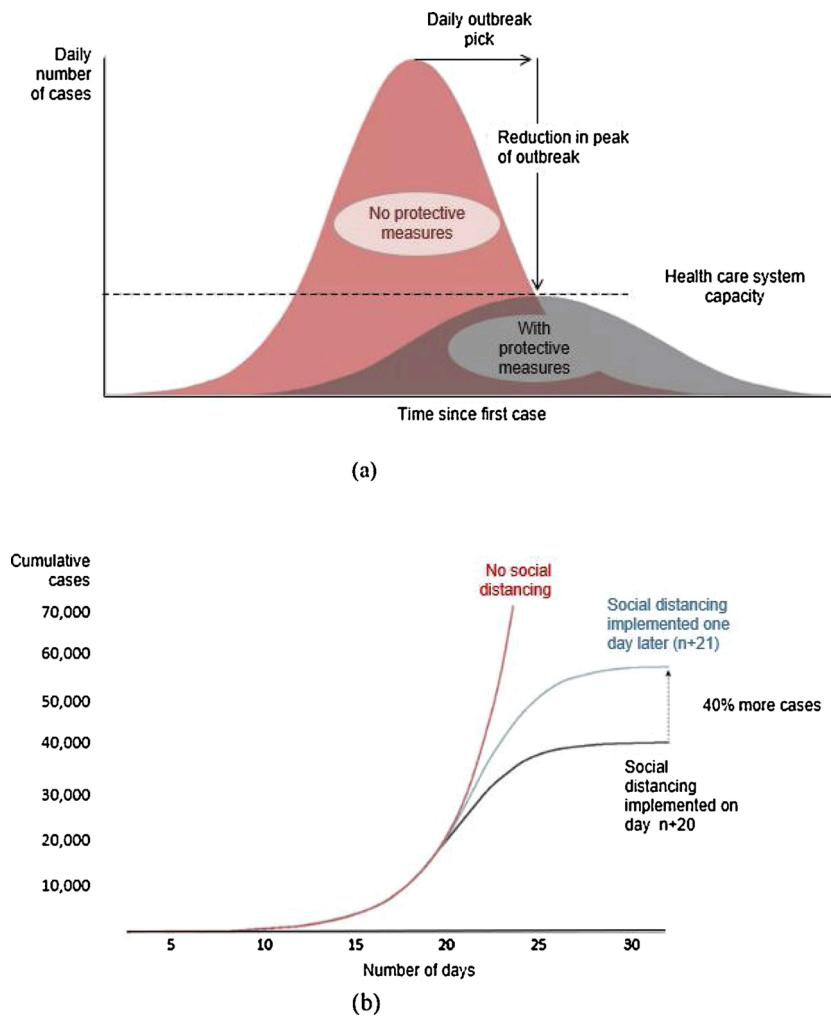 Daily outbreak
pick
Daily
number
of cases
Reduction in peak
of outbreak
No protective
measures
Health care system
capacity
With
protective
measures
Time since first case
(a)
Cumulative
cases
No social
distancing
70,000
Social distancing
implemented one
day later (n+21)
60,000
50,000
40% more cases
40,000
Social
distancing
implemented on
day n+20
30,000
20,000
10,000
5 10 15 20 25 30
Number of days
(b)